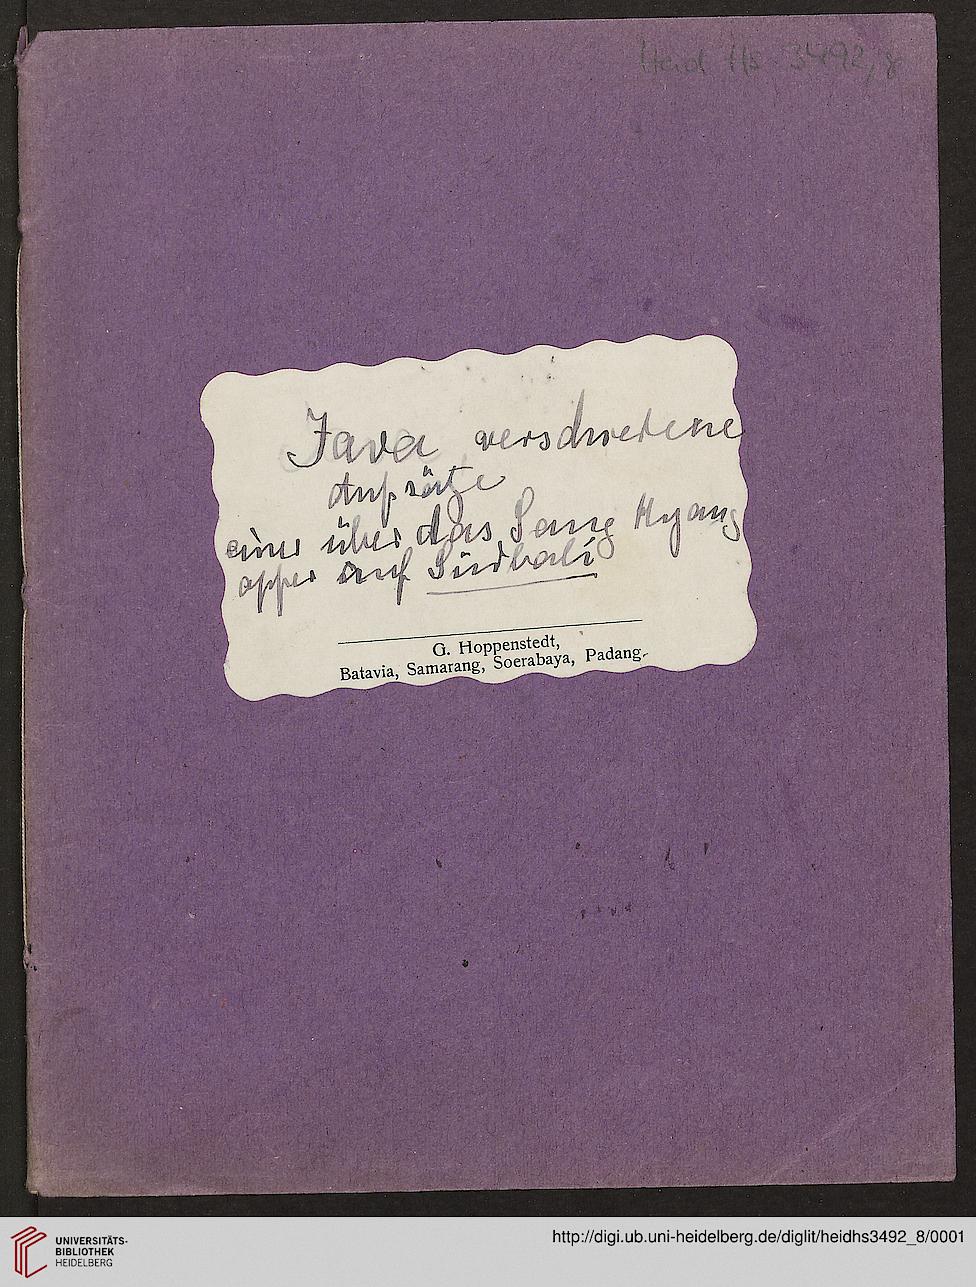 Heid Hs 3492,8
Java verschiedene
Aufsätze
einer über das Sang Hyang
opfer auf Südbali
G. Hoppenstedt,
Batavia, Samarang, Soerabaya, Padang.
UNIVERSITÄTS-
BIBLIOTHEK
HEIDELBERG
http://digi.ub.uni-heidelberg.de/diglit/heidhs3492_8/0001